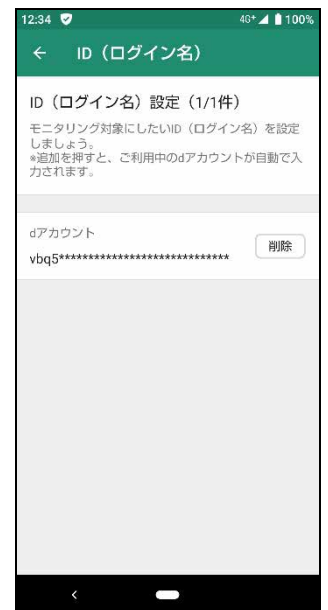 12:34 4G+ 100%
← ID（ログイン名）
ID（ログイン名）設定（1/1件）
モニタリング対象にしたいID（ログイン名）を設定
しましょう。
※追加を押すと、ご利用中のdアカウントが自動で入
力されます。
dアカウント
vbq5****************************** 削除